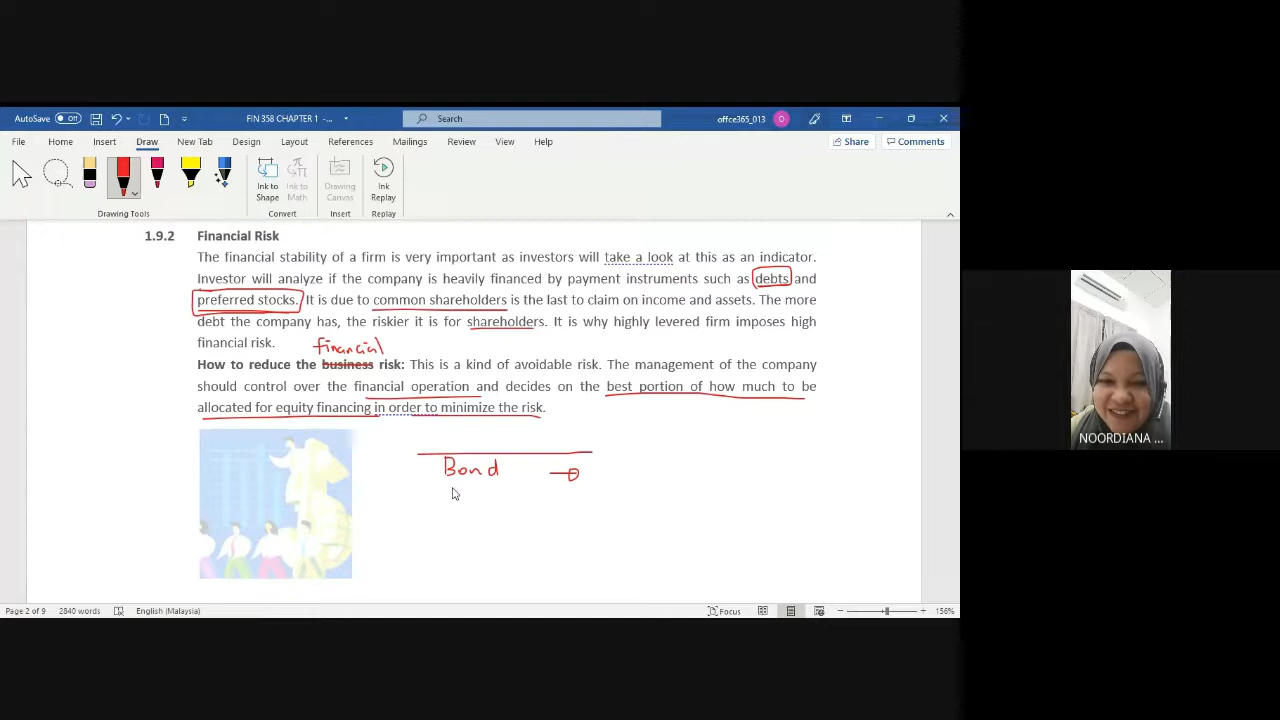 AutoSave Off FIN 358 CHAPTER 1 -... Search offce365_013 O
File Home Insert Draw New Tab Design Layout References Mailings Review View Help Share Comments
Ink to Shape Ink to Math Drawing Canvas Ink Replay
Drawing Tools Convert Insert Replay
1.9.2 Financial Risk
The financial stability of a firm is very important as investors will take a look at this as an indicator.
Investor will analyze if the company is heavily financed by payment instruments such as debts and
preferred stocks. It is due to common shareholders is the last to claim on income and assets. The more
debt the company has, the riskier it is for shareholders. It is why highly levered firm imposes high
financial risk.
financial
How to reduce the business risk: This is a kind of avoidable risk. The management of the company
should control over the financial operation and decides on the best portion of how much to be
allocated for equity financing in order to minimize the risk.
Bond
NOORDIANA ...
Page 2 of 9 2840 words English (Malaysia) Focus 156%